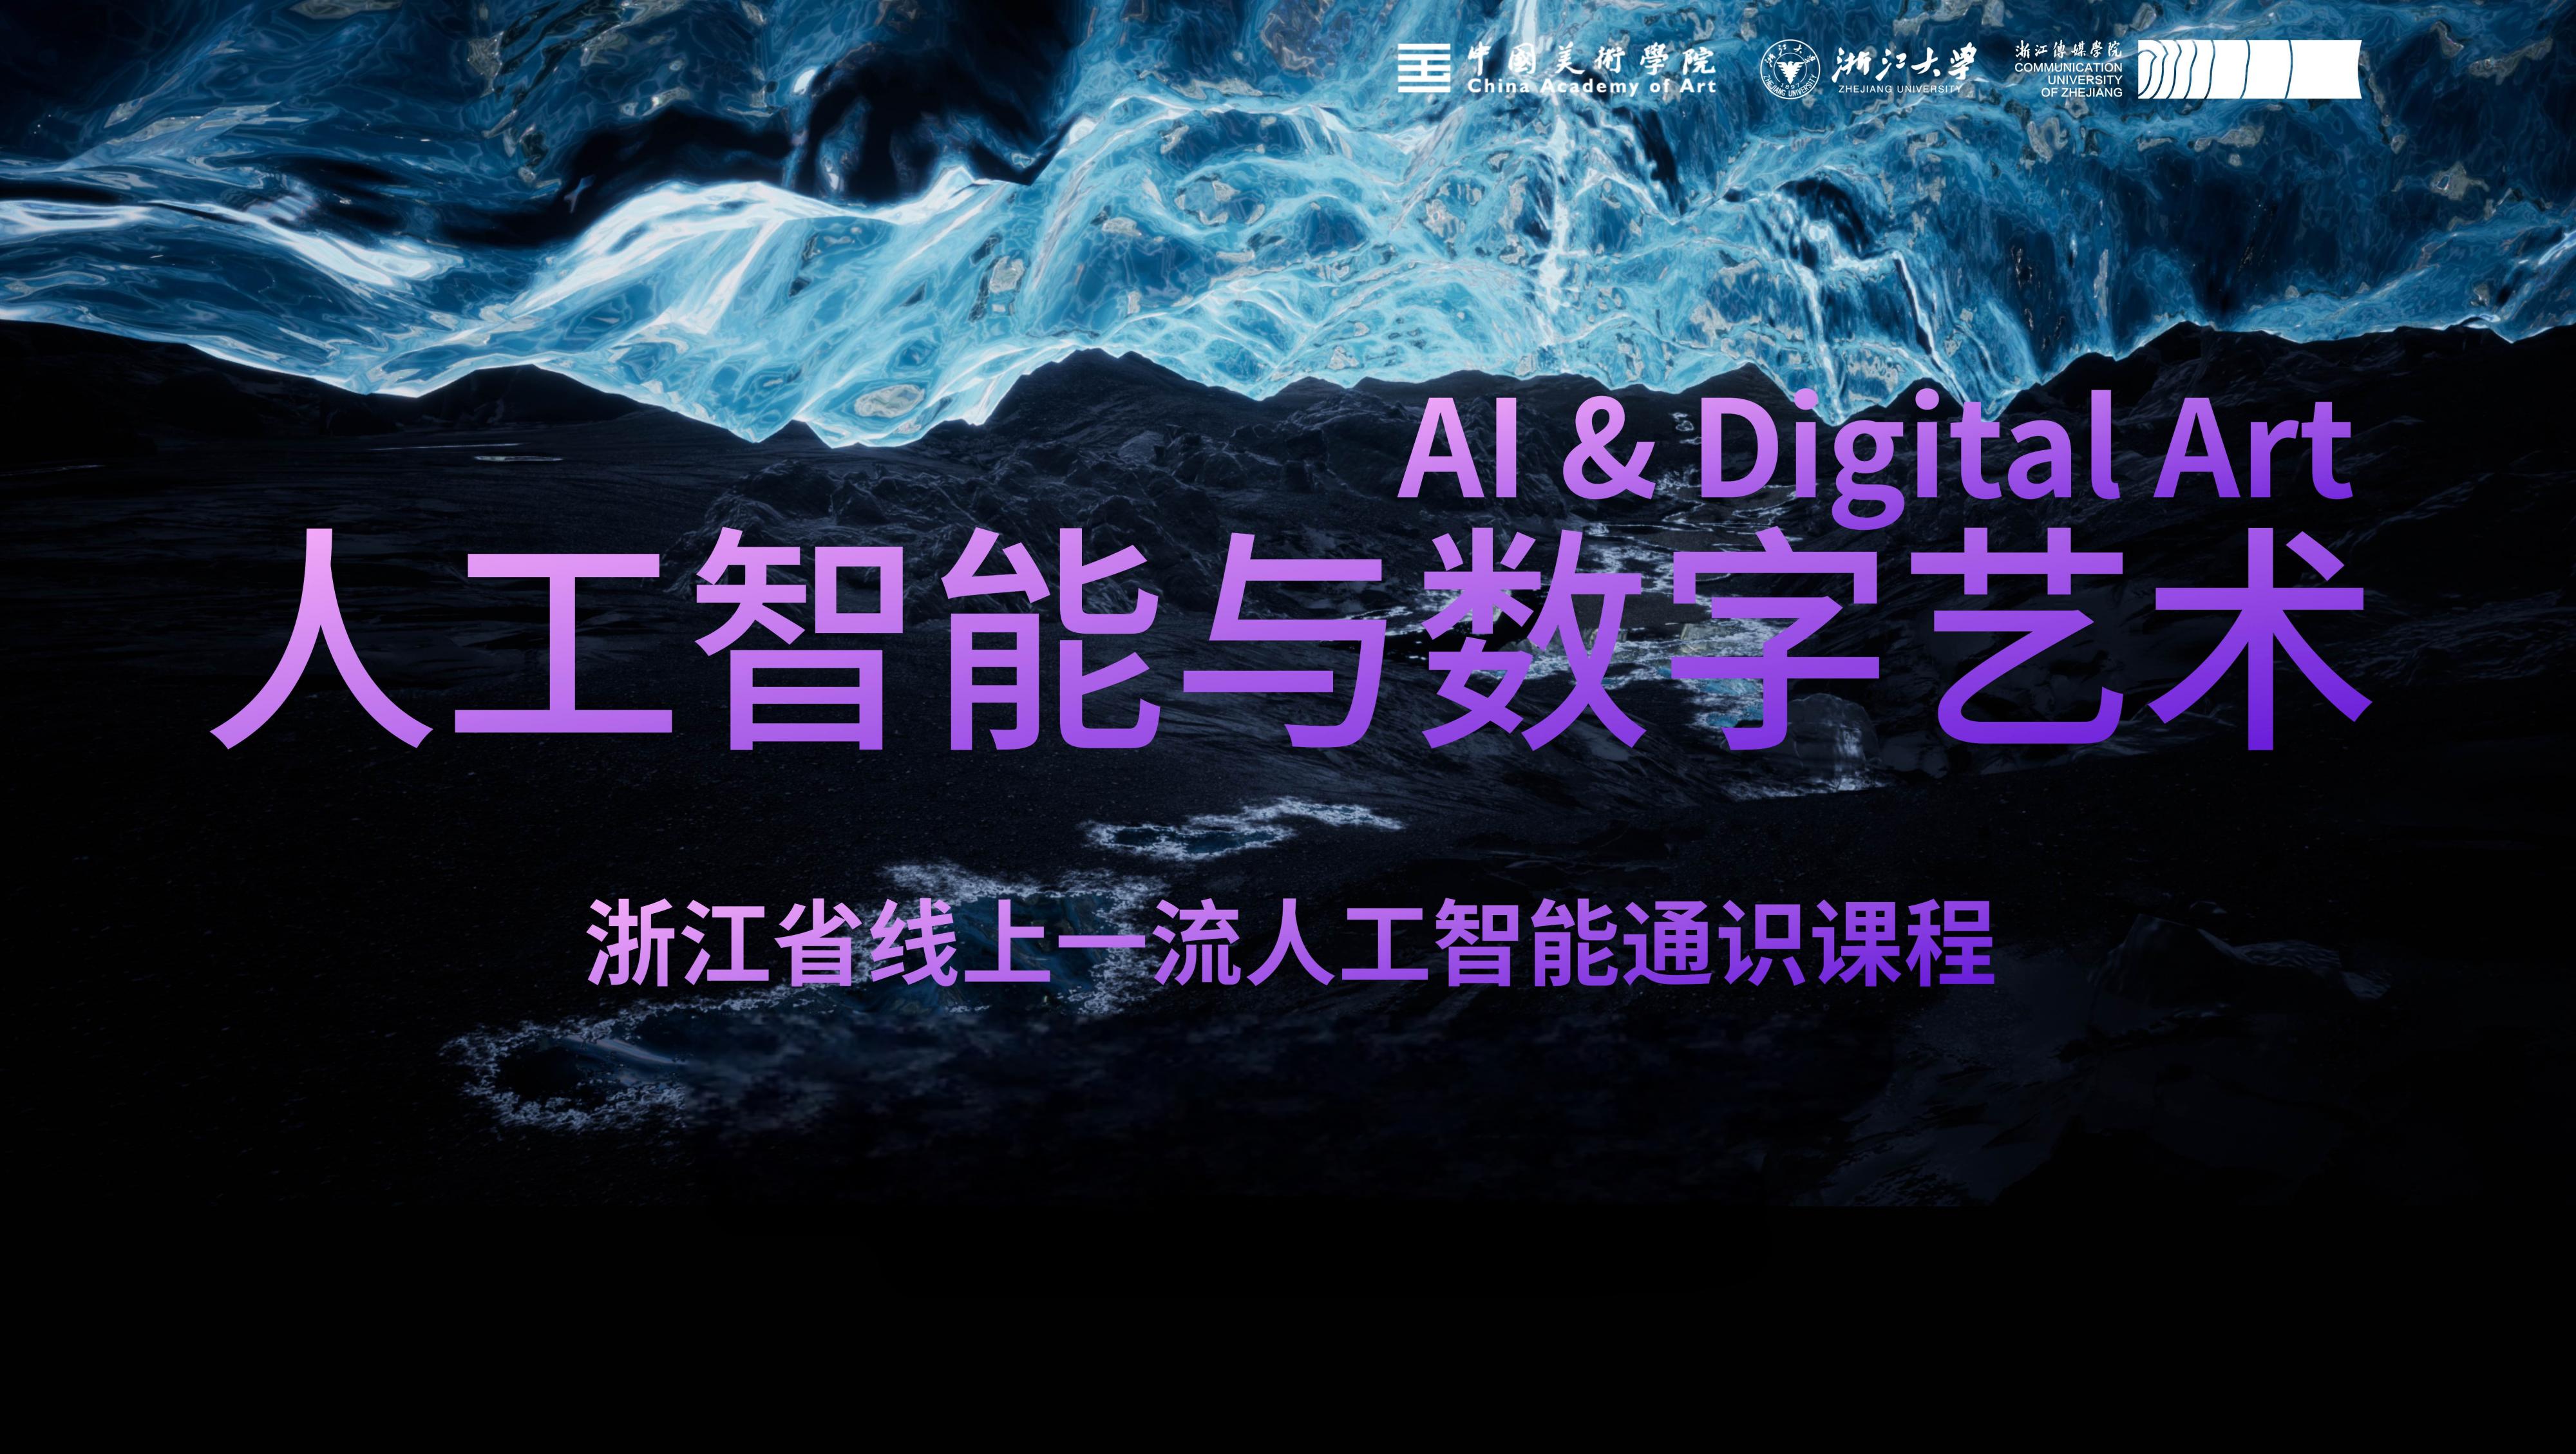 中國美術學院
China Academy of Art
浙江大学
ZHEJIANG UNIVERSITY
浙江傳媒學院
COMMUNICATION
UNIVERSITY
OF ZHEJIANG
AI & Digital Art
人工智能与数字艺术
浙江省线上一流人工智能通识课程